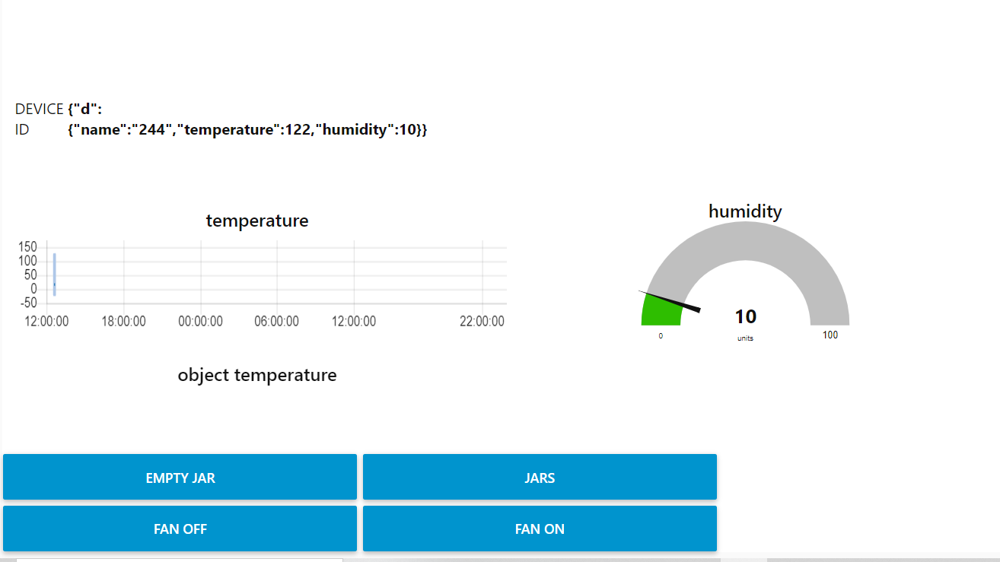 DEVICE {"d":
ID {"name":"244","temperature":122,"humidity":10}}
temperature
150
100
50
0
-50
12:00:00 18:00:00 00:00:00 06:00:00 12:00:00 22:00:00
humidity
10
0 units 100
object temperature
EMPTY JAR JARS
FAN OFF FAN ON